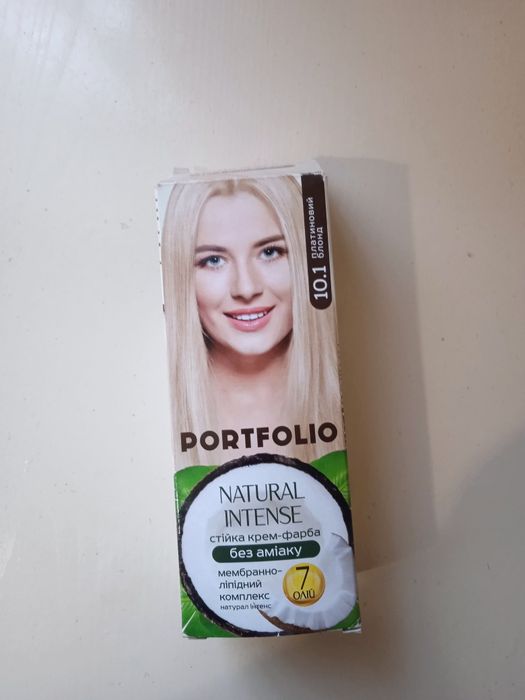 10.1 платиновий
блонд
PORTFOLIO
NATURAL
INTENSE
стійка крем-фарба
без аміаку
мембранно-
ліпідний
комплекс
натурал інтенс
7
олій